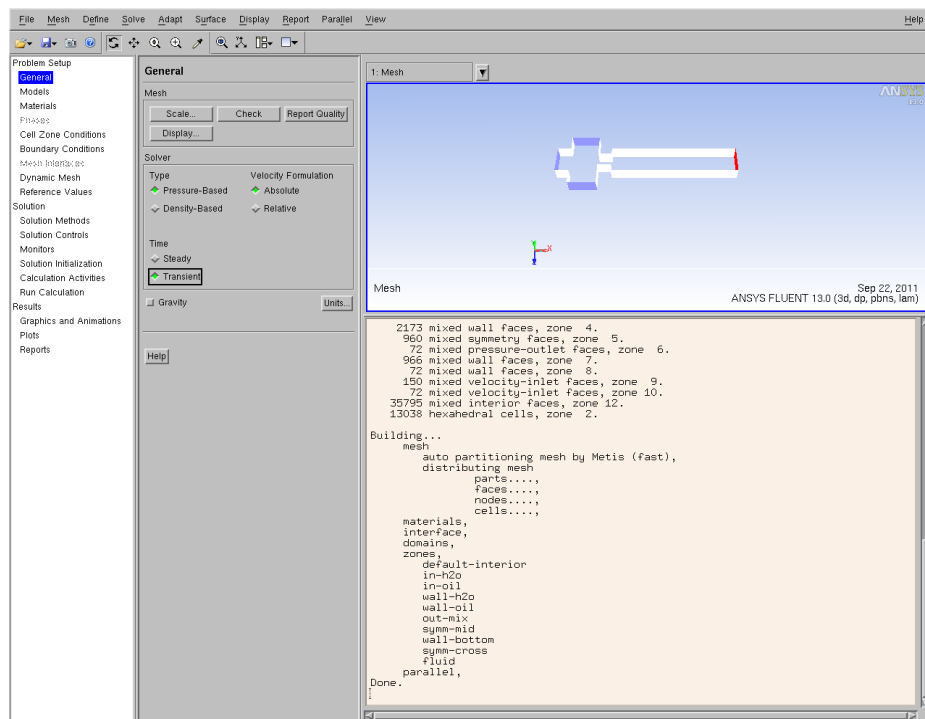 File Mesh Define Solve Adapt Surface Display Report Parallel View Help
Problem Setup
General
Models
Materials
Phases
Cell Zone Conditions
Boundary Conditions
Mesh Interfaces
Dynamic Mesh
Reference Values
Solution
Solution Methods
Solution Controls
Monitors
Solution Initialization
Calculation Activities
Run Calculation
Results
Graphics and Animations
Plots
Reports
General
Mesh
Scale... Check Report Quality
Display...
Solver
Type Velocity Formulation
Pressure-Based Absolute
Density-Based Relative
Time
Steady
Transient
Gravity Units...
Help
1: Mesh
ANSYS
13.0
Y
X
Z
Mesh Sep 22, 2011
ANSYS FLUENT 13.0 (3d, dp, pbns, lam)
2173 mixed wall faces, zone 4.
960 mixed symmetry faces, zone 5.
72 mixed pressure-outlet faces, zone 6.
966 mixed wall faces, zone 7.
72 mixed wall faces, zone 8.
150 mixed velocity-inlet faces, zone 9.
72 mixed velocity-inlet faces, zone 10.
35795 mixed interior faces, zone 12.
13038 hexahedral cells, zone 2.
Building...
mesh
auto partitioning mesh by Metis (fast),
distributing mesh
parts....,
faces....,
nodes....,
cells....,
materials,
interface,
domains,
zones,
default-interior
in-h2o
in-oil
wall-h2o
wall-oil
out-mix
symm-mid
wall-bottom
symm-cross
fluid
parallel,
Done.